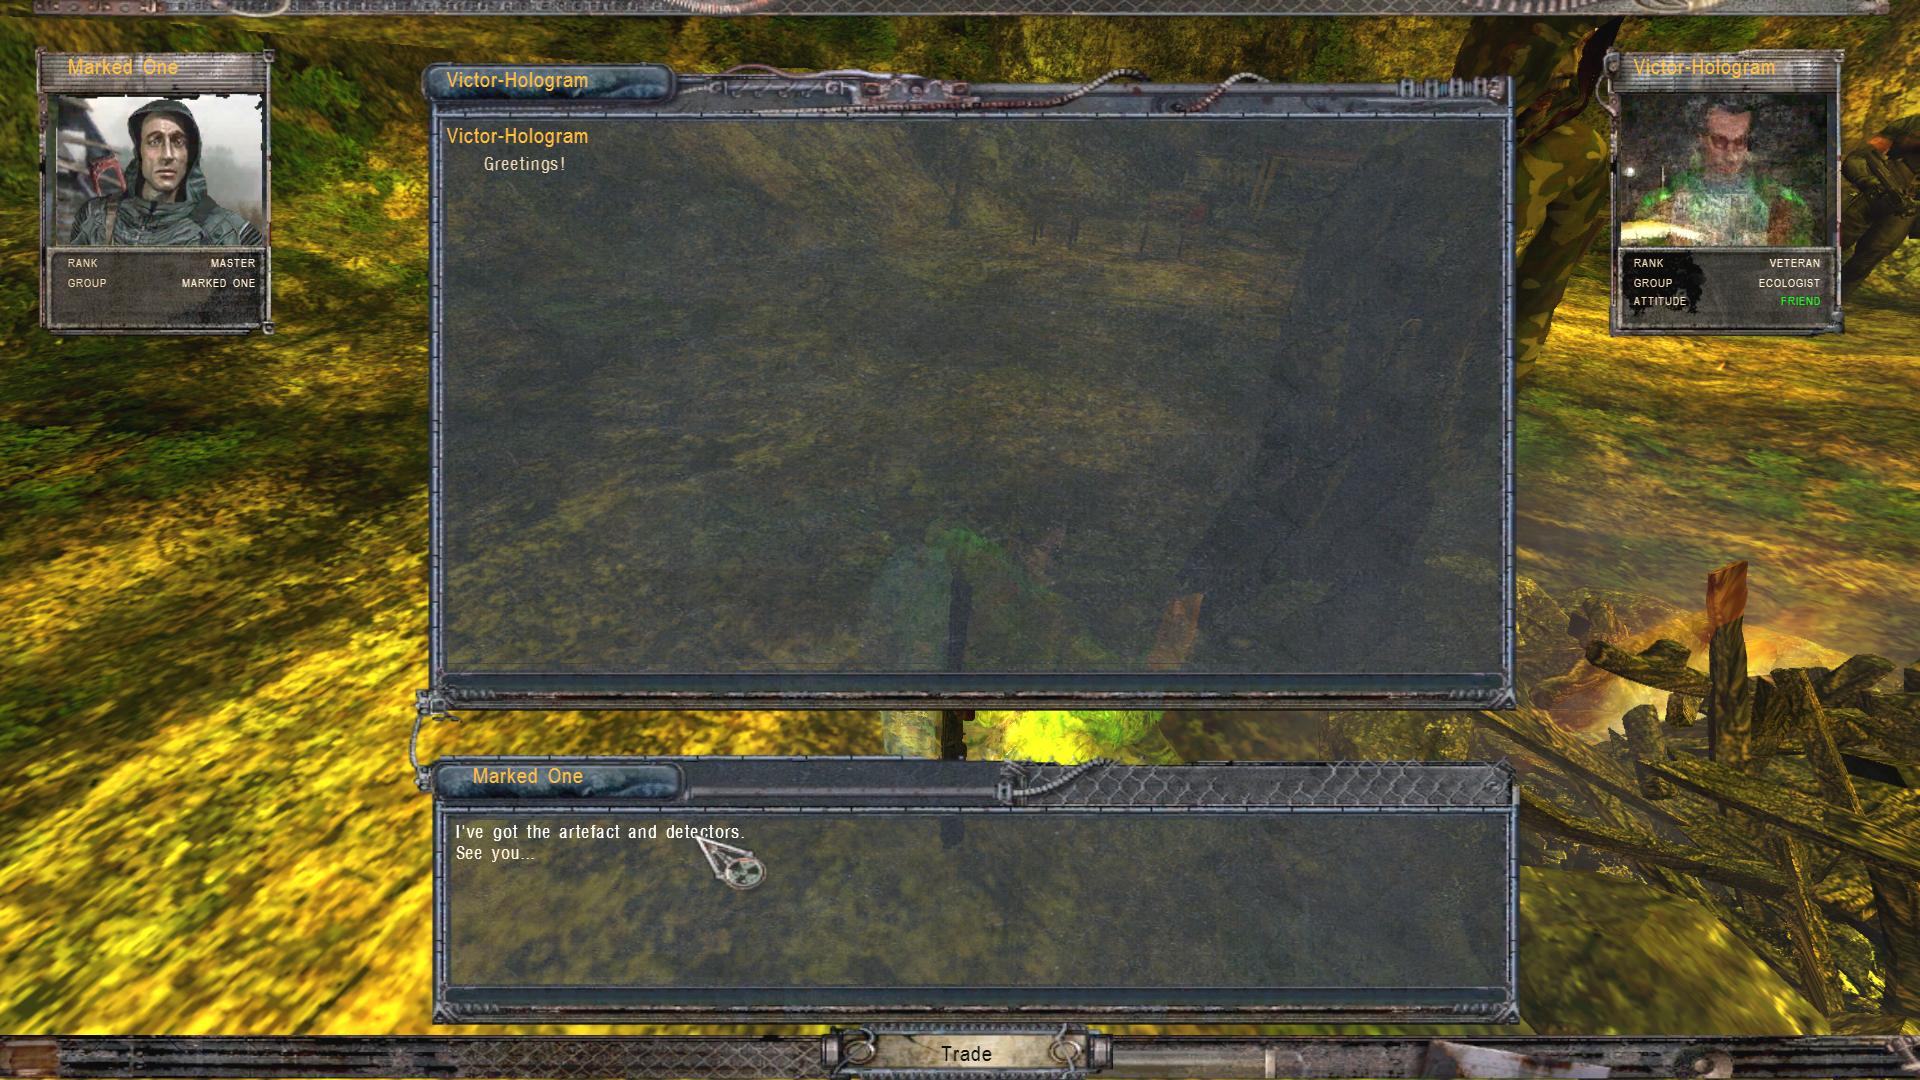 Marked One
RANK MASTER
GROUP MARKED ONE
Victor-Hologram
Victor-Hologram
Greetings!
Victor-Hologram
RANK VETERAN
GROUP ECOLOGIST
ATTITUDE FRIEND
Marked One
I've got the artefact and detectors.
See you...
Trade